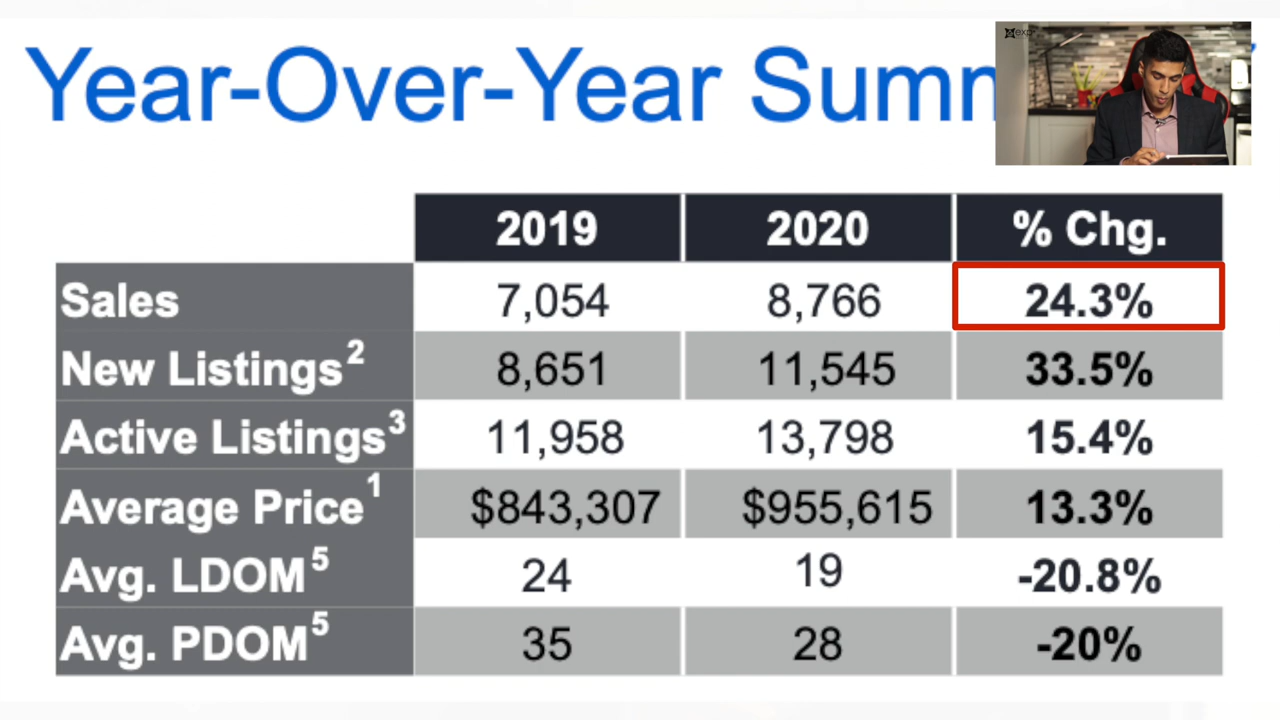 exp
Year-Over-Year Summ
2019 2020 % Chg.
Sales 7,054 8,766 24.3%
New Listings² 8,651 11,545 33.5%
Active Listings³ 11,958 13,798 15.4%
Average Price¹ $843,307 $955,615 13.3%
Avg. LDOM⁵ 24 19 -20.8%
Avg. PDOM⁵ 35 28 -20%